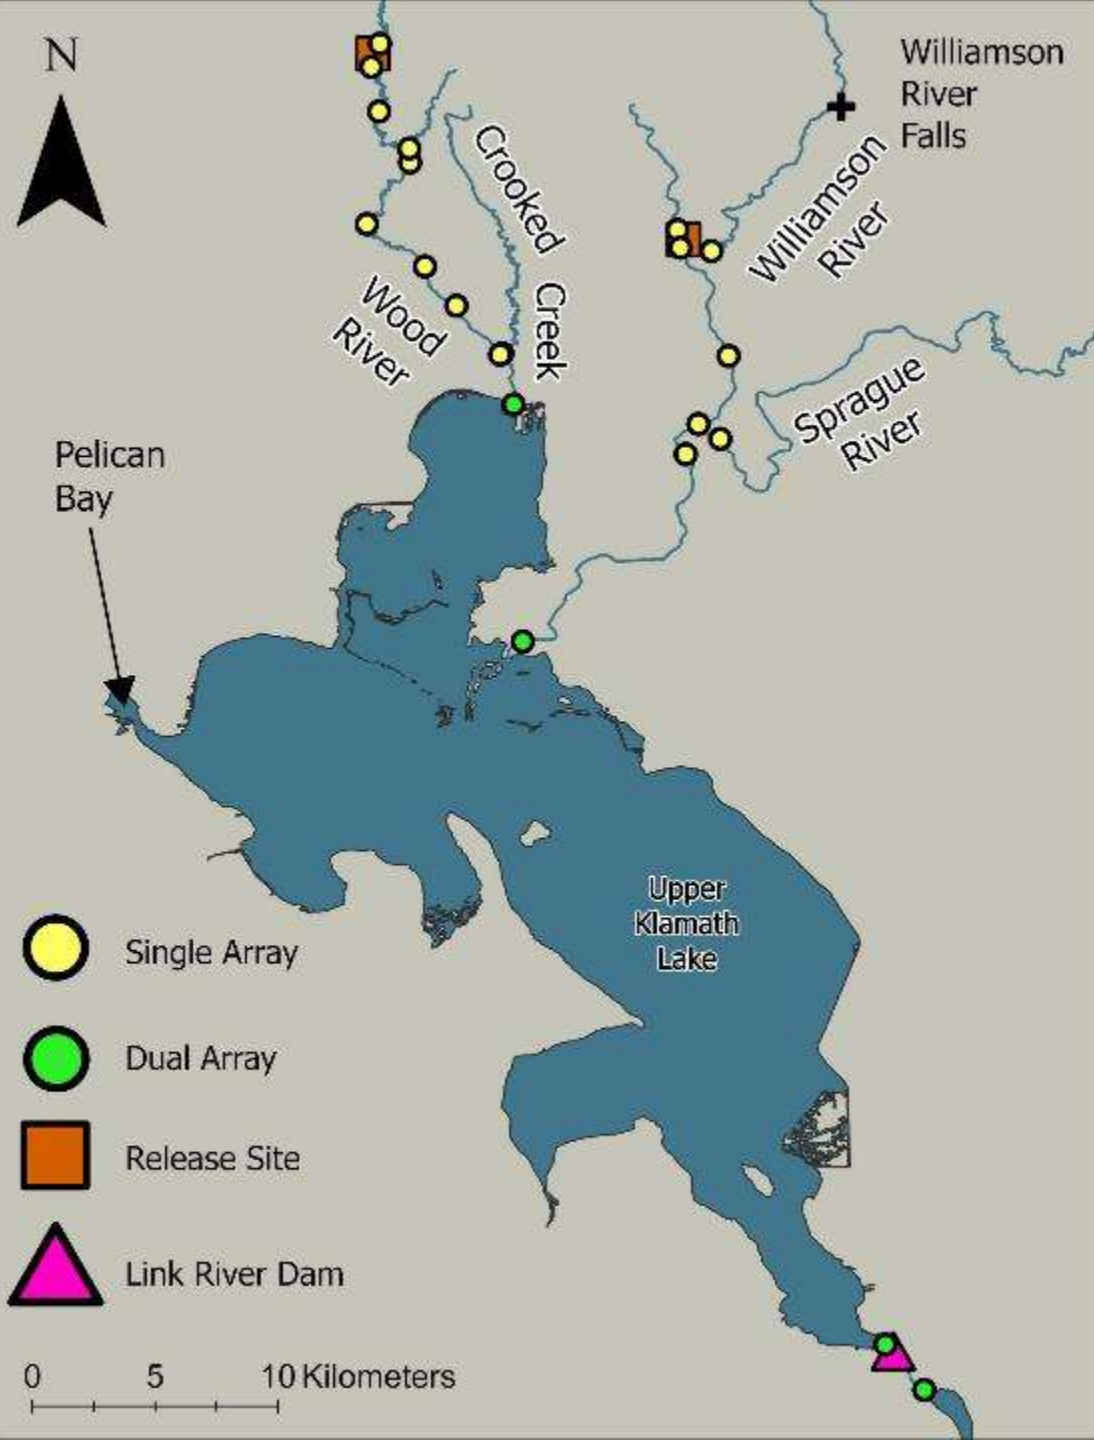 N
Williamson
River
Falls
Crooked
Creek
Williamson
River
Wood
River
Sprague
River
Pelican
Bay
Upper
Klamath
Lake
Single Array
Dual Array
Release Site
Link River Dam
0 5 10 Kilometers